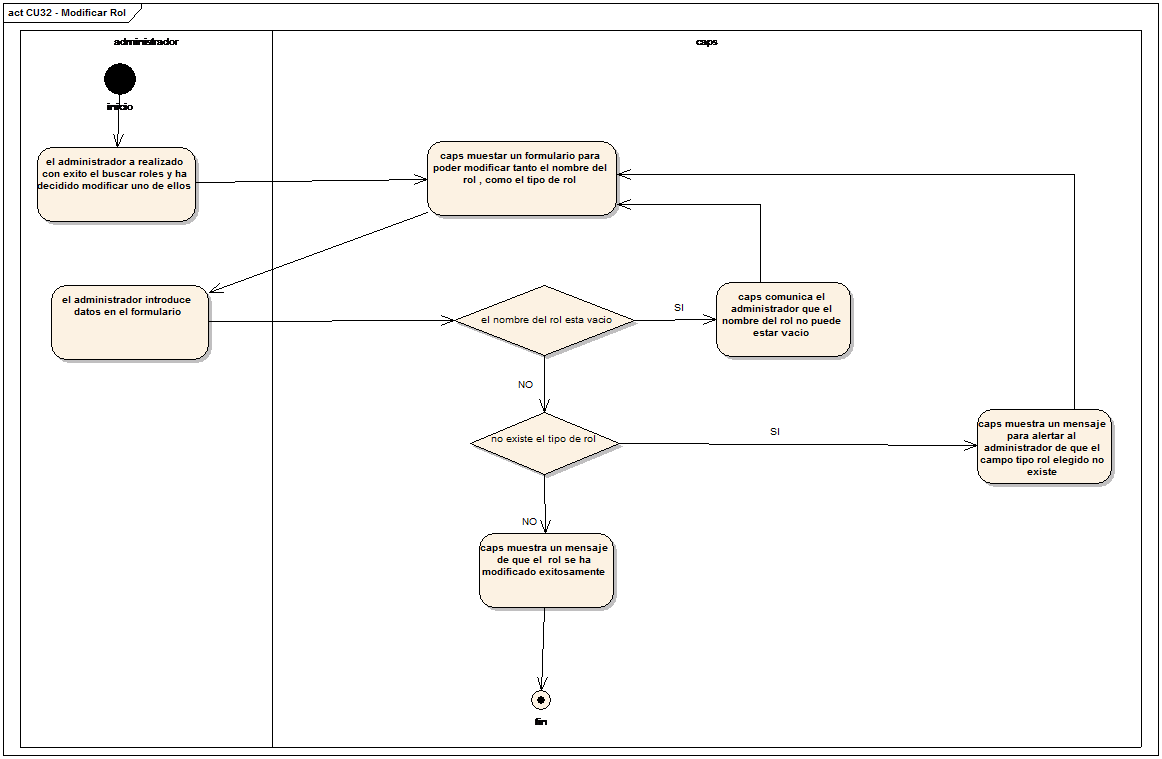 act CU32 - Modificar Rol
administrador
caps
inicio
el administrador a realizado
con exito el buscar roles y ha
decidido modificar uno de ellos
caps muestar un formulario para
poder modificar tanto el nombre del
rol , como el tipo de rol
el administrador introduce
datos en el formulario
el nombre del rol esta vacio
SI
caps comunica el
administrador que el
nombre del rol no puede
estar vacio
NO
no existe el tipo de rol
SI
caps muestra un mensaje
para alertar al
administrador de que el
campo tipo rol elegido no
existe
NO
caps muestra un mensaje
de que el rol se ha
modificado exitosamente
fin